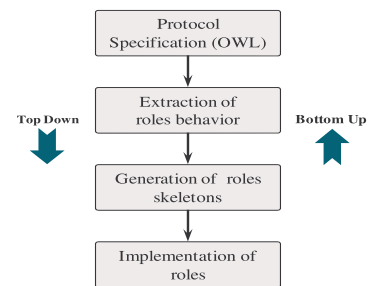 Protocol
Specification (OWL)
Extraction of
roles behavior
Top Down
Bottom Up
Generation of roles
skeletons
Implementation of
roles